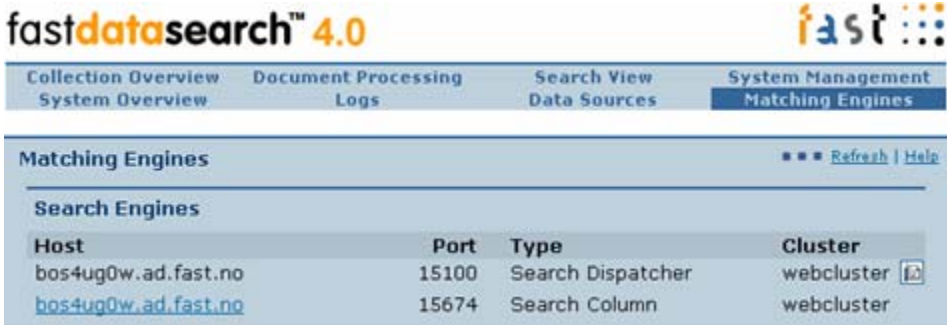 fastdatasearch™ 4.0 fast
Collection Overview Document Processing Search View System Management
System Overview Logs Data Sources Matching Engines
Matching Engines Refresh | Help
Search Engines
Host Port Type Cluster
bos4ug0w.ad.fast.no 15100 Search Dispatcher webcluster
bos4ug0w.ad.fast.no 15674 Search Column webcluster